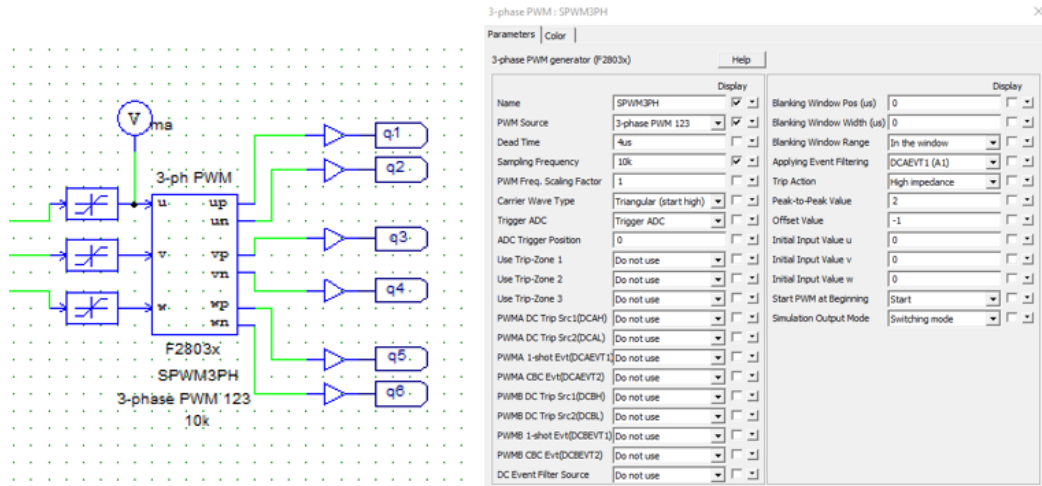 V
ma
3-ph PWM
u
up
un
v
vp
vn
w
wp
wn
q1
q2
q3
q4
q5
q6
F2803x
SPWM3PH
3-phase PWM 123
10k
3-phase PWM : SPWM3PH
Parameters Color
3-phase PWM generator (F2803x) Help
Display
Name SPWM3PH
PWM Source 3-phase PWM 123
Dead Time 4us
Sampling Frequency 10k
PWM Freq. Scaling Factor 1
Carrier Wave Type Triangular (start high)
Trigger ADC Trigger ADC
ADC Trigger Position 0
Use Trip-Zone 1 Do not use
Use Trip-Zone 2 Do not use
Use Trip-Zone 3 Do not use
PWMA DC Trip Src1(DCAH) Do not use
PWMA DC Trip Src2(DCAL) Do not use
PWMA 1-shot Evt(DCAEVT1) Do not use
PWMA CBC Evt(DCAEVT2) Do not use
PWMB DC Trip Src1(DCBH) Do not use
PWMB DC Trip Src2(DCBL) Do not use
PWMB 1-shot Evt(DCBEVT1) Do not use
PWMB CBC Evt(DCBEVT2) Do not use
DC Event Filter Source Do not use
Display
Blanking Window Pos (us) 0
Blanking Window Width (us) 0
Blanking Window Range In the window
Applying Event Filtering DCAEVT1 (A1)
Trip Action High impedance
Peak-to-Peak Value 2
Offset Value -1
Initial Input Value u 0
Initial Input Value v 0
Initial Input Value w 0
Start PWM at Beginning Start
Simulation Output Mode Switching mode